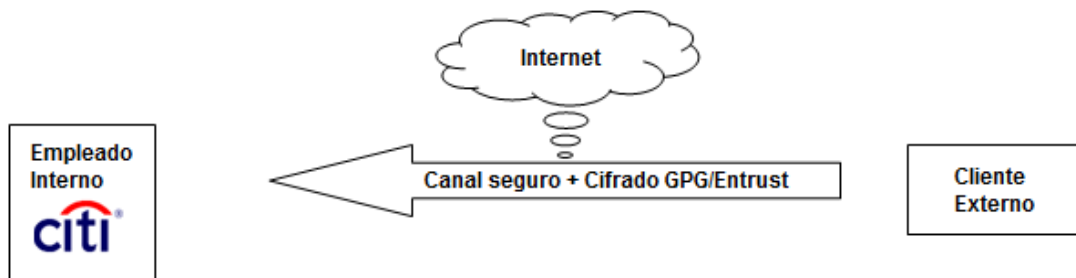 Internet
Empleado
Interno
citi®
Canal seguro + Cifrado GPG/Entrust
Cliente
Externo